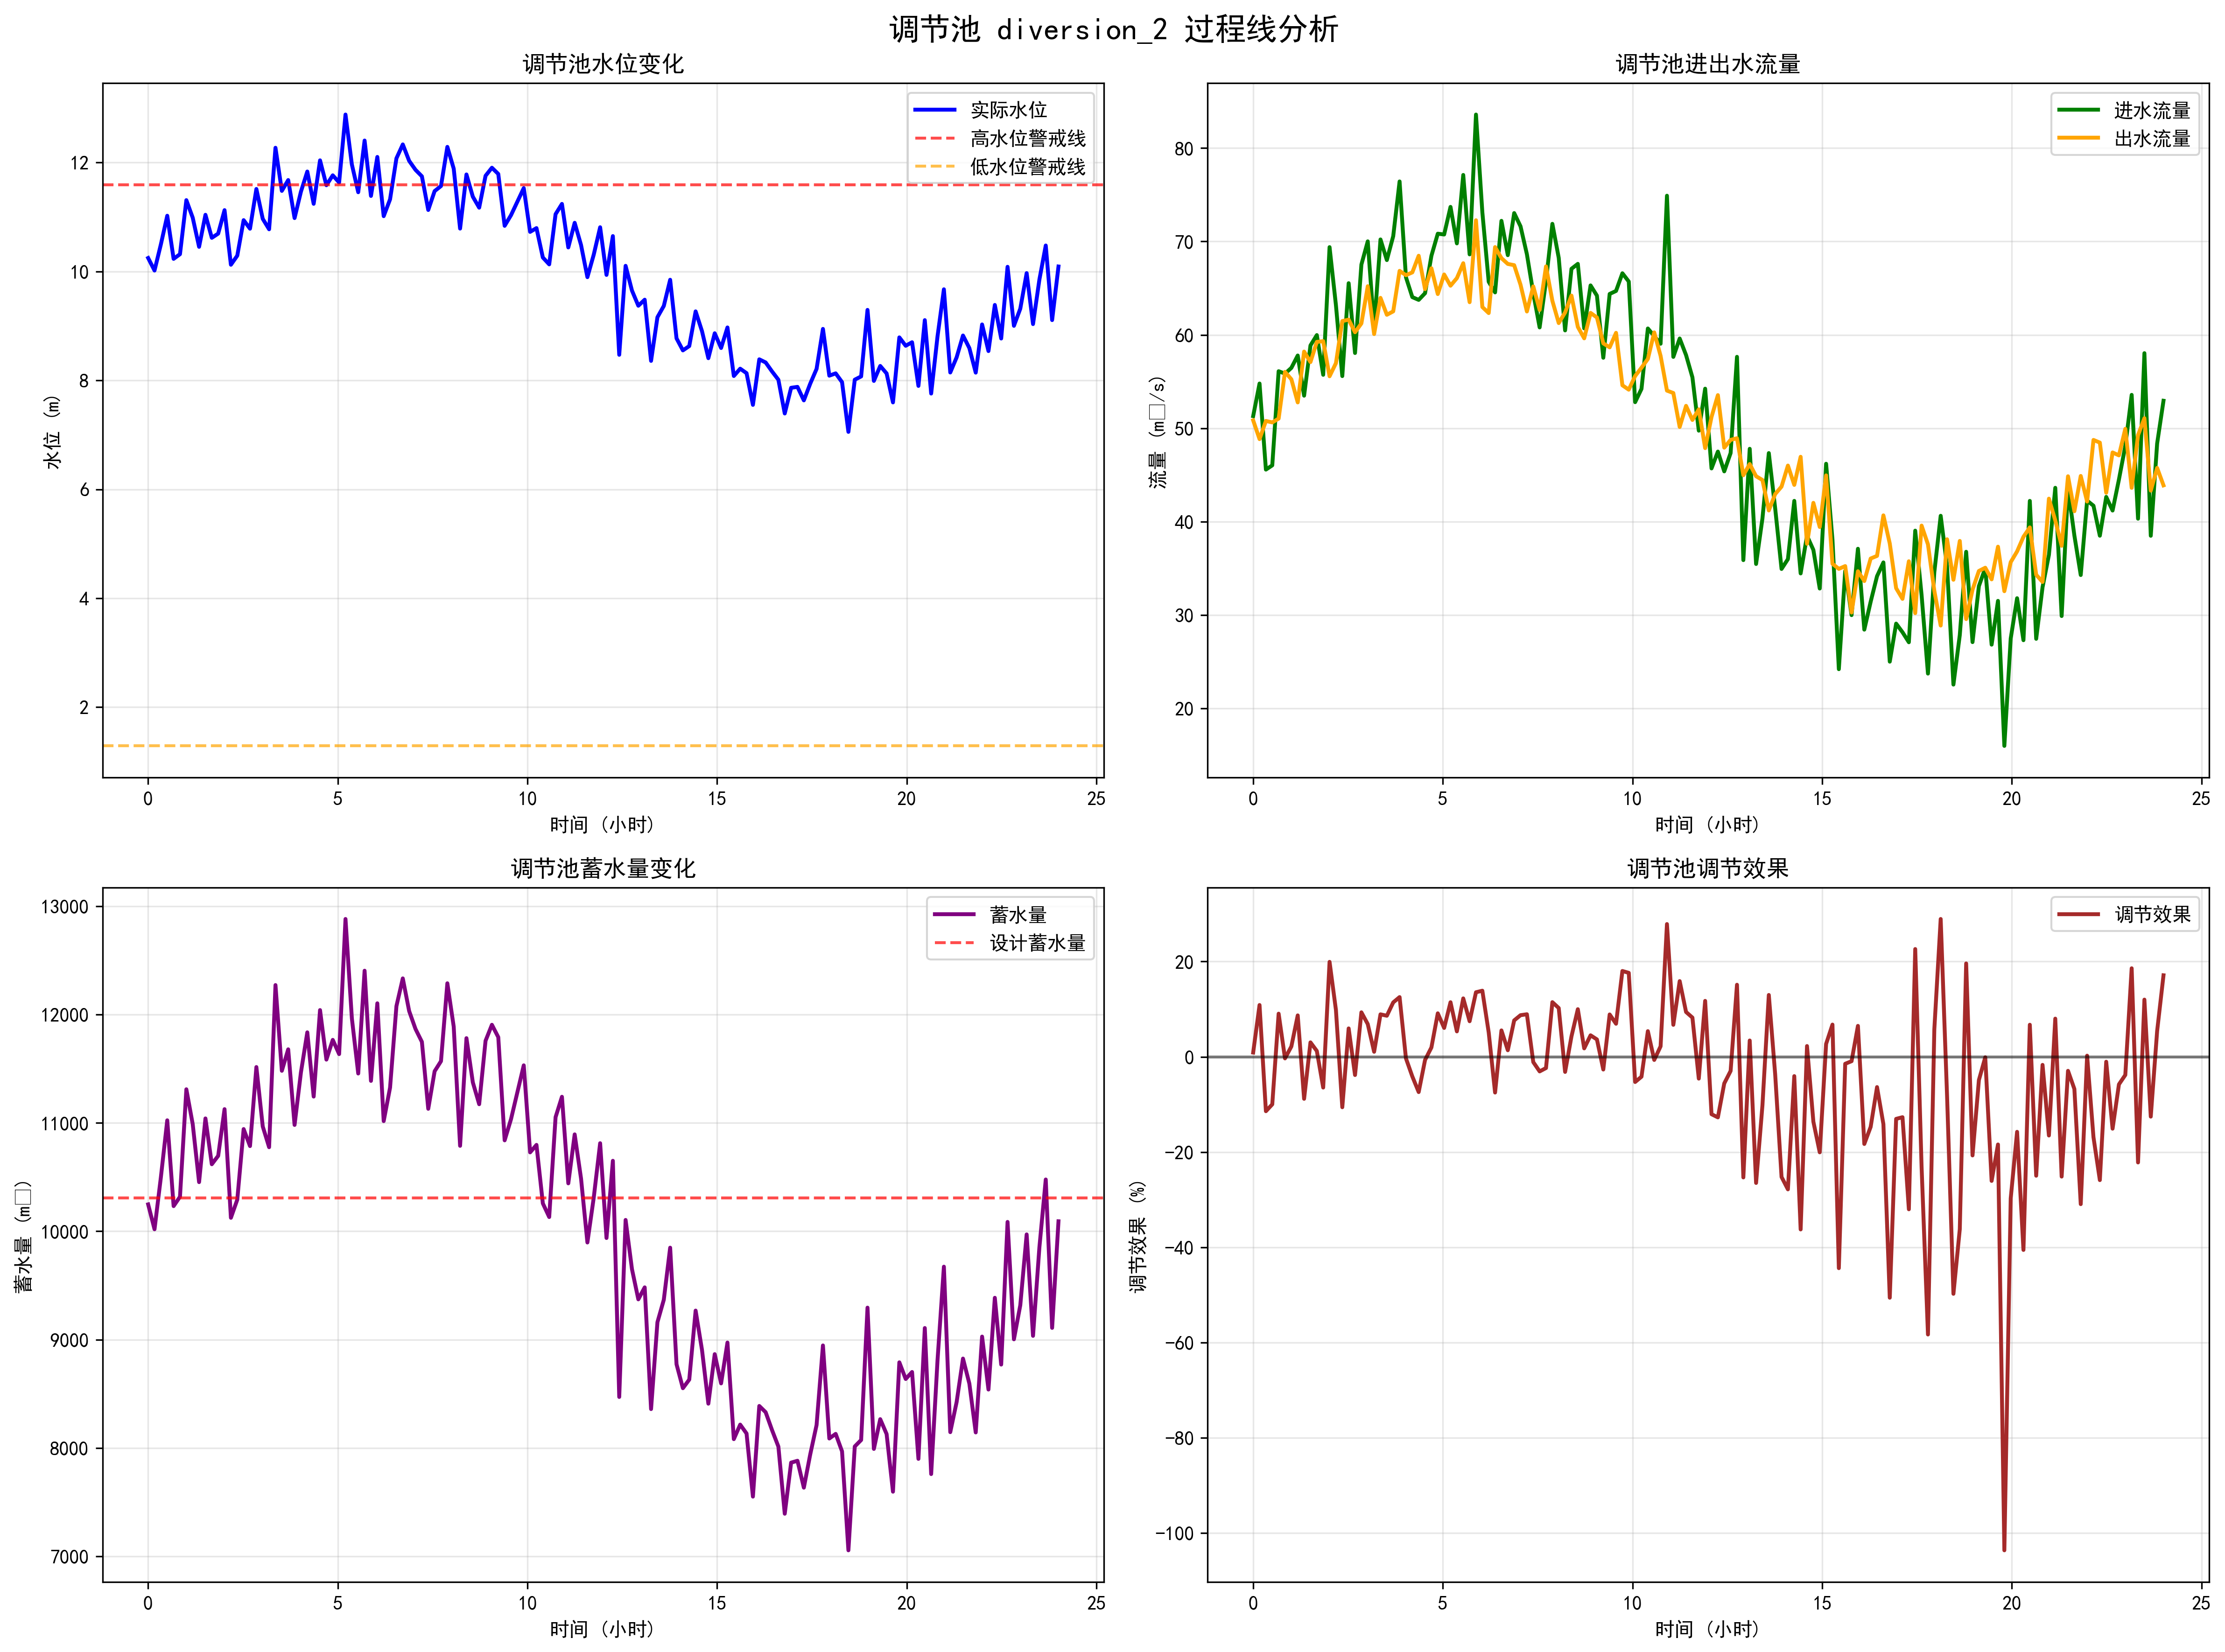 调节池 diversion_2 过程线分析
调节池水位变化
水位 (m)
12
10
8
6
4
2
实际水位
高水位警戒线
低水位警戒线
0
5
10
15
20
25
时间 (小时)
调节池进出水流量
流量 (m□/s)
80
70
60
50
40
30
20
进水流量
出水流量
0
5
10
15
20
25
时间 (小时)
调节池蓄水量变化
蓄水量 (m□)
13000
12000
11000
10000
9000
8000
7000
蓄水量
设计蓄水量
0
5
10
15
20
25
时间 (小时)
调节池调节效果
调节效果 (%)
20
0
−20
−40
−60
−80
−100
调节效果
0
5
10
15
20
25
时间 (小时)